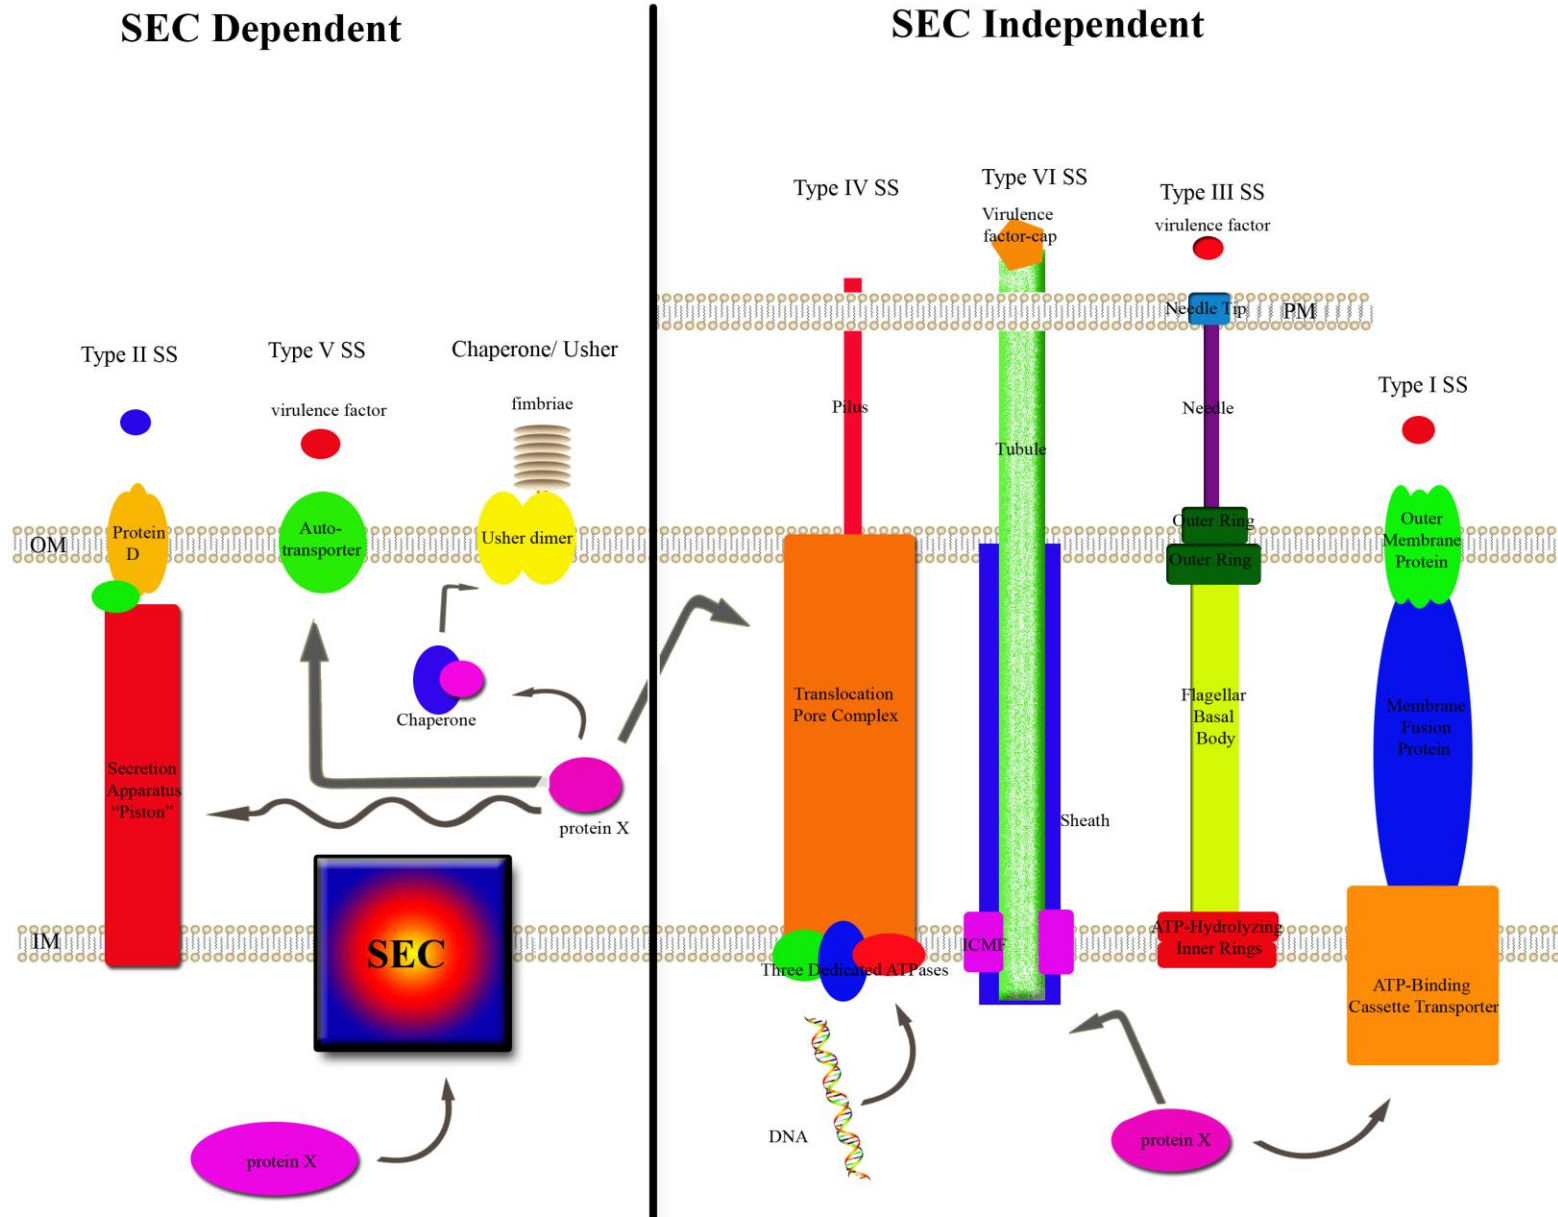 SEC Dependent
SEC Independent
Type II SS
Type V SS
virulence factor
Chaperone/ Usher
fimbriae
OM
Protein
D
Auto-
transporter
Usher dimer
Chaperone
Secretion
Apparatus
“Piston”
protein X
IM
SEC
protein X
Type IV SS
Type VI SS
Virulence
factor-cap
Type III SS
virulence factor
Needle Tip
PM
Type I SS
Pilus
Tubule
Needle
Outer Ring
Outer Ring
Outer
Membrane
Protein
Translocation
Pore Complex
Flagellar
Basal
Body
Membrane
Fusion
Protein
Sheath
ICMF
ATP-Hydrolyzing
Inner Rings
Three Dedicated ATPases
ATP-Binding
Cassette Transporter
DNA
protein X